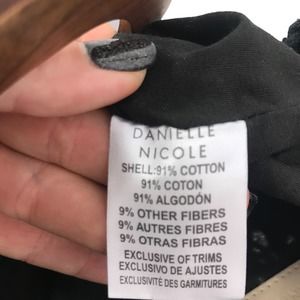 DANIELLE
NICOLE
SHELL:91% COTTON
91% COTON
91% ALGODÓN
9% OTHER FIBERS
9% AUTRES FIBRES
9% OTRAS FIBRAS
EXCLUSIVE OF TRIMS
EXCLUSIVO DE AJUSTES
EXCLUSIVITÉ DES GARMITURES